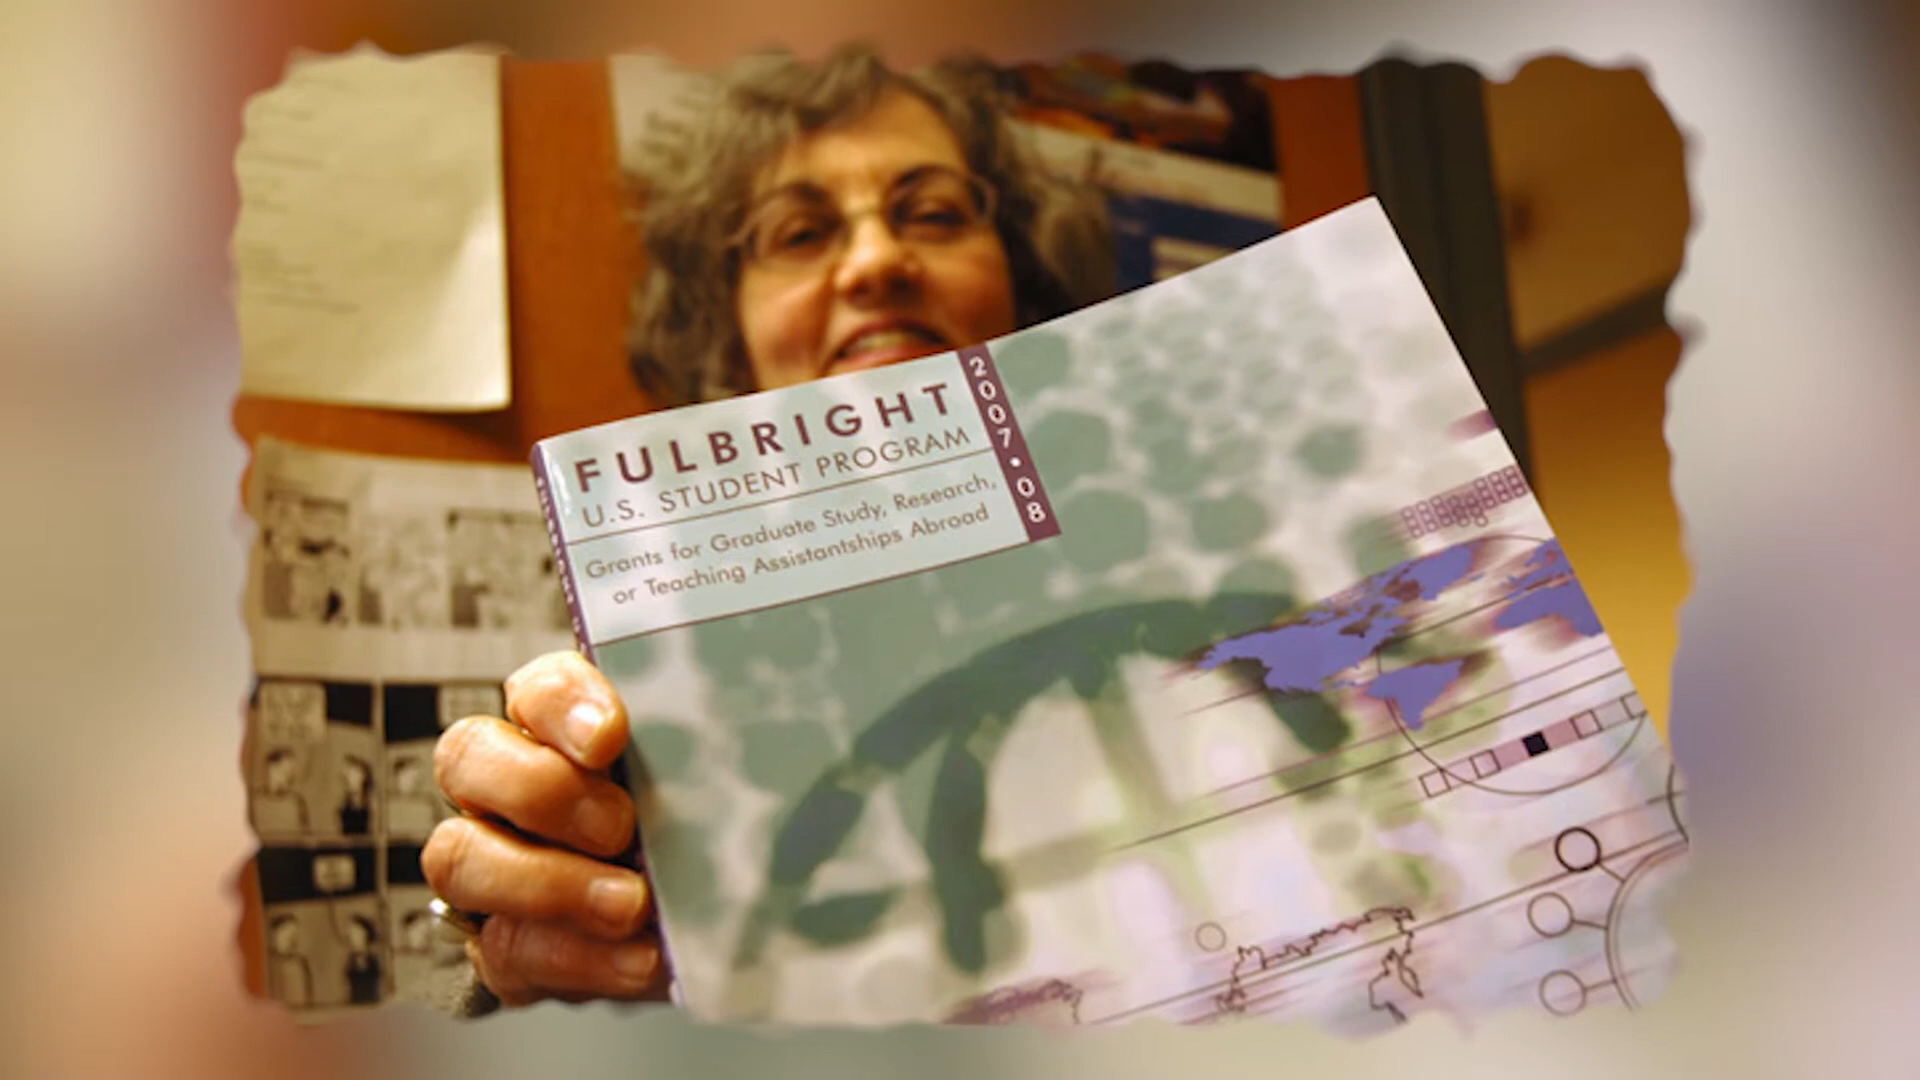 FULBRIGHT
U.S. STUDENT PROGRAM
Grants for Graduate Study, Research,
or Teaching Assistantships Abroad
2007•08